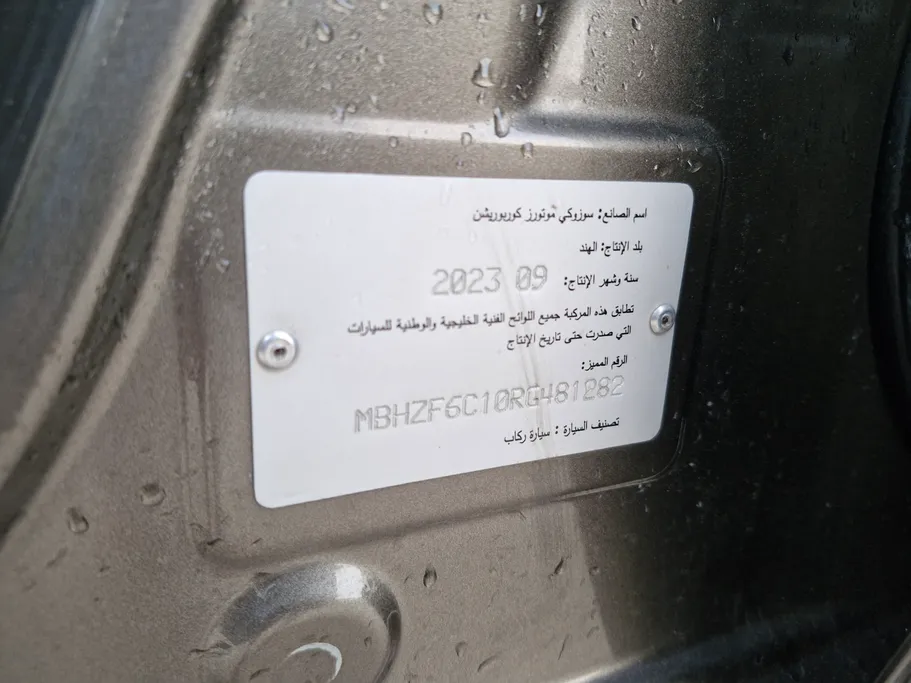 اسم الصانع: سوزوكي موتورز كوربوريشن
بلد الإنتاج: الهند
سنة وشهر الإنتاج: 2023 09
تطابق هذه المركبة جميع اللوائح الفنية الخليجية والوطنية للسيارات
التي صدرت حتى تاريخ الإنتاج
الرقم المميز:
MBHZF6C10RG481282
تصنيف السيارة : سيارة ركاب